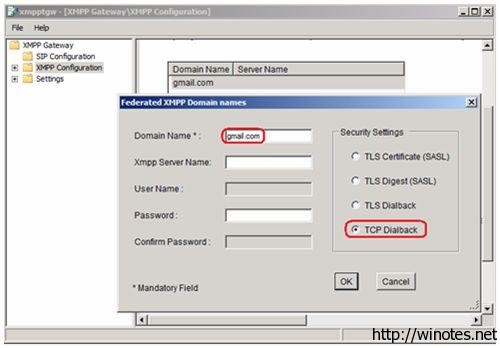 xmpptgw - [XMPP Gateway\XMPP Configuration]
File Help
XMPP Gateway
SIP Configuration
XMPP Configuration
Settings
Domain Name Server Name
gmail.com
Federated XMPP Domain names
Domain Name * : gmail.com
Xmpp Server Name:
User Name :
Password :
Confirm Password :
* Mandatory Field
Security Settings
TLS Certificate (SASL)
TLS Digest (SASL)
TLS Dialback
TCP Dialback
OK Cancel
http://winotes.net